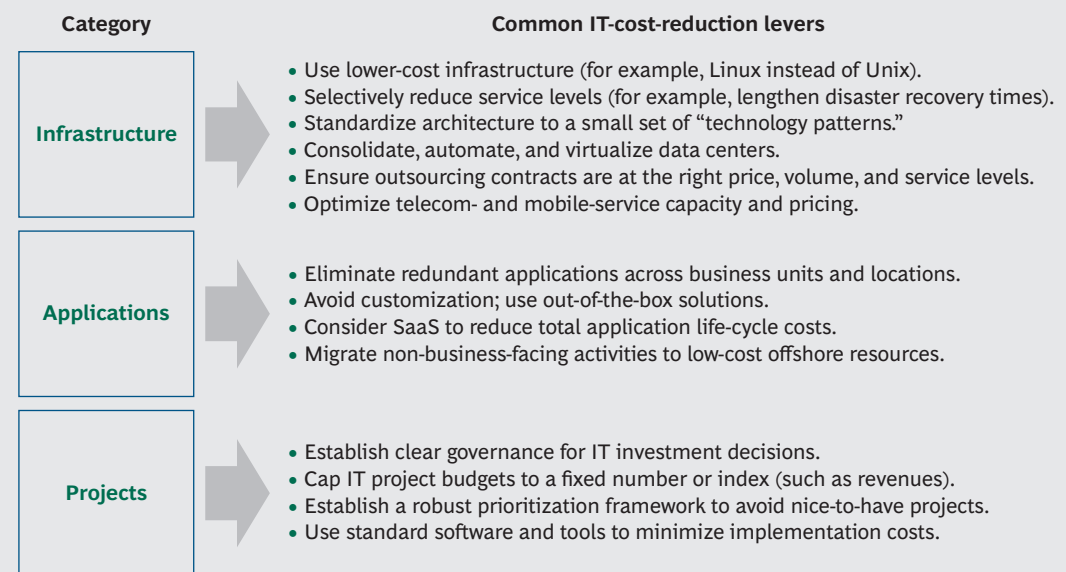 Category
Common IT-cost-reduction levers
Infrastructure
• Use lower-cost infrastructure (for example, Linux instead of Unix).
• Selectively reduce service levels (for example, lengthen disaster recovery times).
• Standardize architecture to a small set of “technology patterns.”
• Consolidate, automate, and virtualize data centers.
• Ensure outsourcing contracts are at the right price, volume, and service levels.
• Optimize telecom- and mobile-service capacity and pricing.
Applications
• Eliminate redundant applications across business units and locations.
• Avoid customization; use out-of-the-box solutions.
• Consider SaaS to reduce total application life-cycle costs.
• Migrate non-business-facing activities to low-cost offshore resources.
Projects
• Establish clear governance for IT investment decisions.
• Cap IT project budgets to a fixed number or index (such as revenues).
• Establish a robust prioritization framework to avoid nice-to-have projects.
• Use standard software and tools to minimize implementation costs.